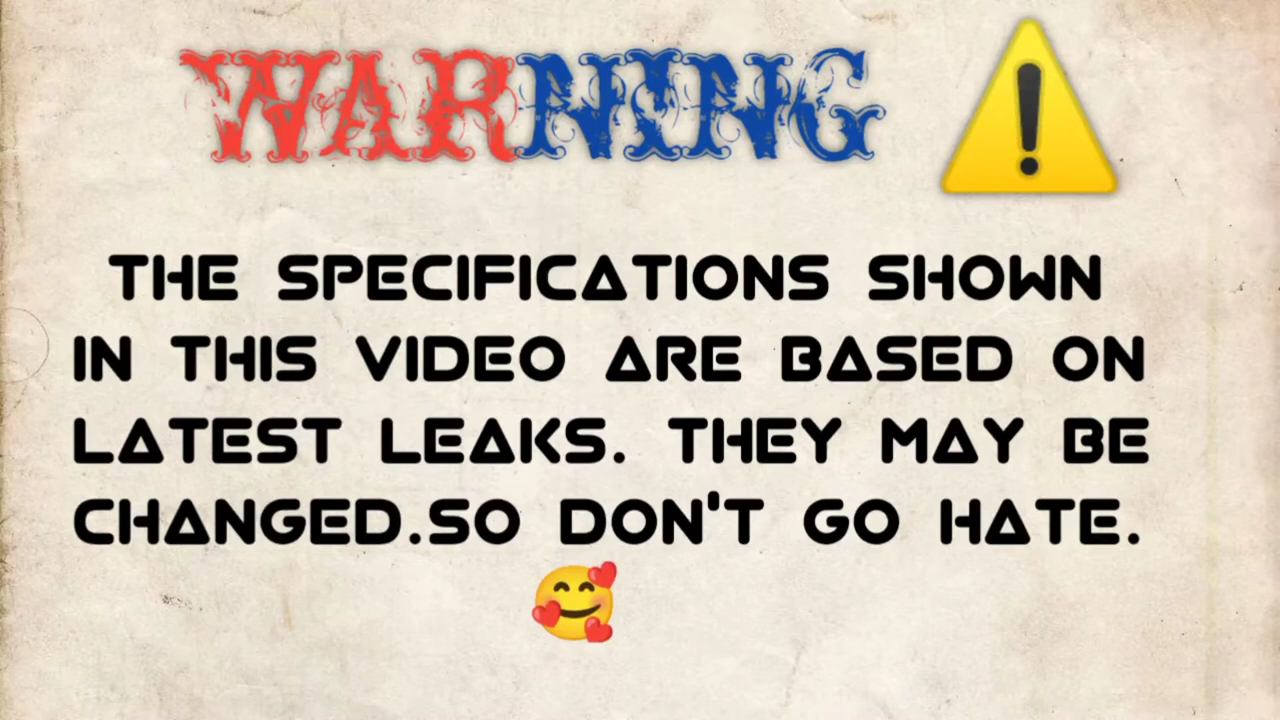 WARNING ⚠️
THE SPECIFICATIONS SHOWN
IN THIS VIDEO ARE BASED ON
LATEST LEAKS. THEY MAY BE
CHANGED.SO DON'T GO HATE.
🥰